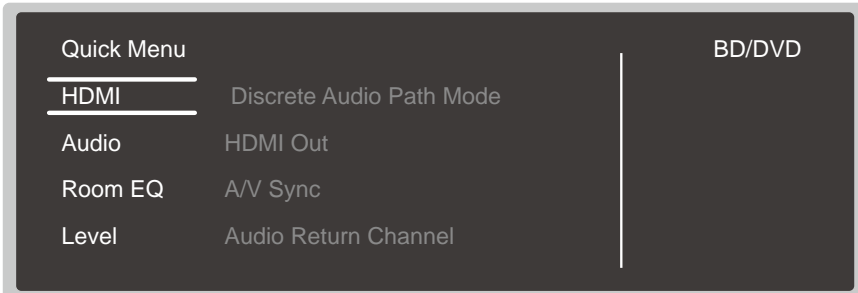 Quick Menu BD/DVD
HDMI Discrete Audio Path Mode
Audio HDMI Out
Room EQ A/V Sync
Level Audio Return Channel